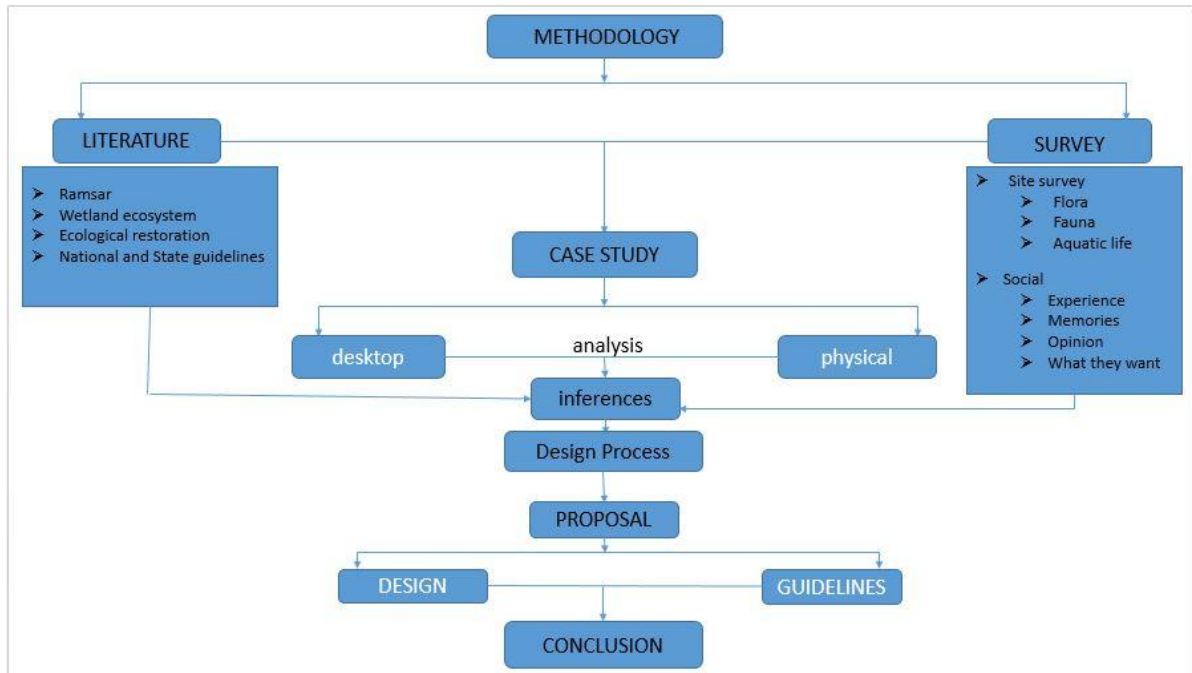 METHODOLOGY
LITERATURE
SURVEY
➢ Ramsar
➢ Wetland ecosystem
➢ Ecological restoration
➢ National and State guidelines
➢ Site survey
➢ Flora
➢ Fauna
➢ Aquatic life
➢ Social
➢ Experience
➢ Memories
➢ Opinion
➢ What they want
CASE STUDY
desktop
analysis
physical
inferences
Design Process
PROPOSAL
DESIGN
GUIDELINES
CONCLUSION